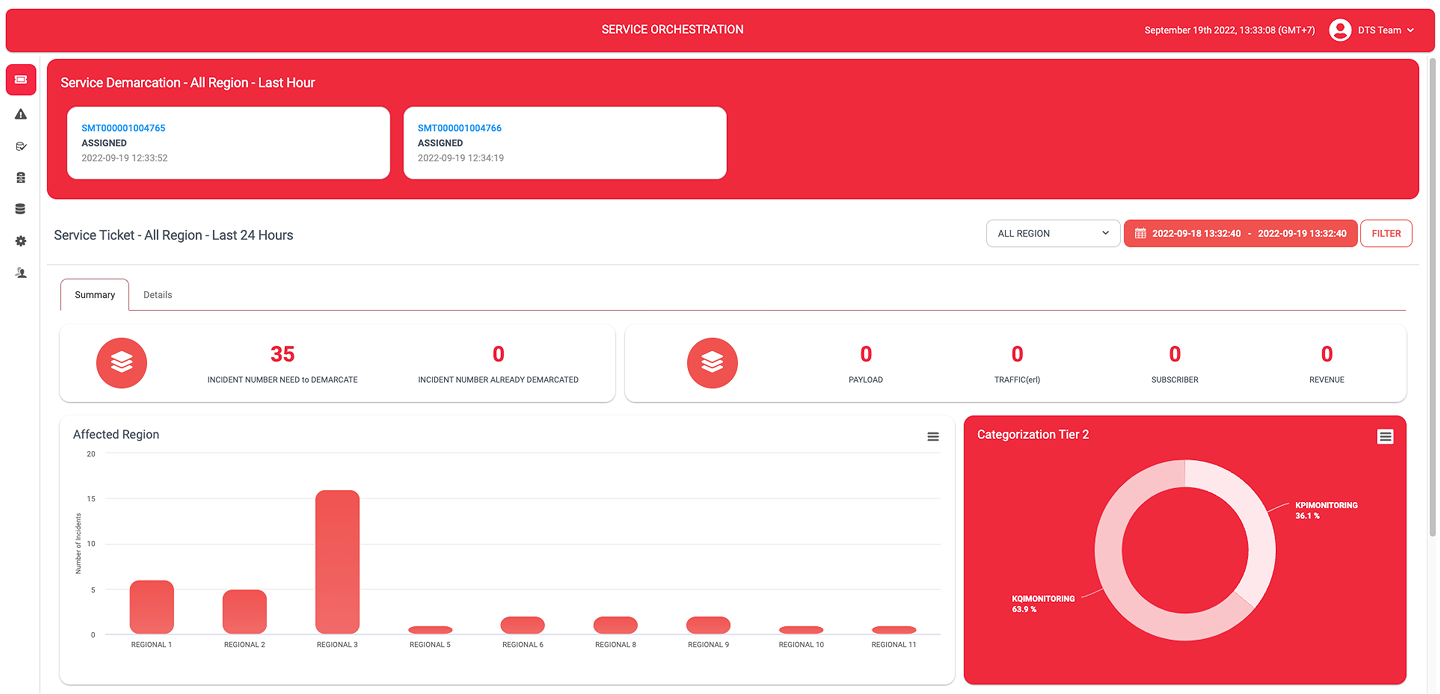 SERVICE ORCHESTRATION
September 19th 2022, 13:33:08 (GMT+7)
DTS Team
Service Demarcation - All Region - Last Hour
SMT000001004765
ASSIGNED
2022-09-19 12:33:52
SMT000001004766
ASSIGNED
2022-09-19 12:34:19
Service Ticket - All Region - Last 24 Hours
ALL REGION
2022-09-18 13:32:40 - 2022-09-19 13:32:40
FILTER
Summary
Details
35
INCIDENT NUMBER NEED to DEMARCATE
0
INCIDENT NUMBER ALREADY DEMARCATED
0
PAYLOAD
0
TRAFFIC(erl)
0
SUBSCRIBER
0
REVENUE
Affected Region
Number of Incidents
20
15
10
5
0
REGIONAL 1
REGIONAL 2
REGIONAL 3
REGIONAL 5
REGIONAL 6
REGIONAL 8
REGIONAL 9
REGIONAL 10
REGIONAL 11
Categorization Tier 2
KPIMONITORING
36.1 %
KQIMONITORING
63.9 %